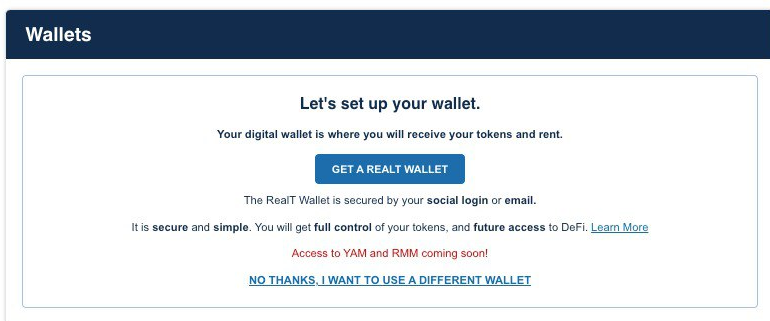 Wallets
Let's set up your wallet.
Your digital wallet is where you will receive your tokens and rent.
GET A REALT WALLET
The RealT Wallet is secured by your social login or email.
It is secure and simple. You will get full control of your tokens, and future access to DeFi. Learn More
Access to YAM and RMM coming soon!
NO THANKS, I WANT TO USE A DIFFERENT WALLET